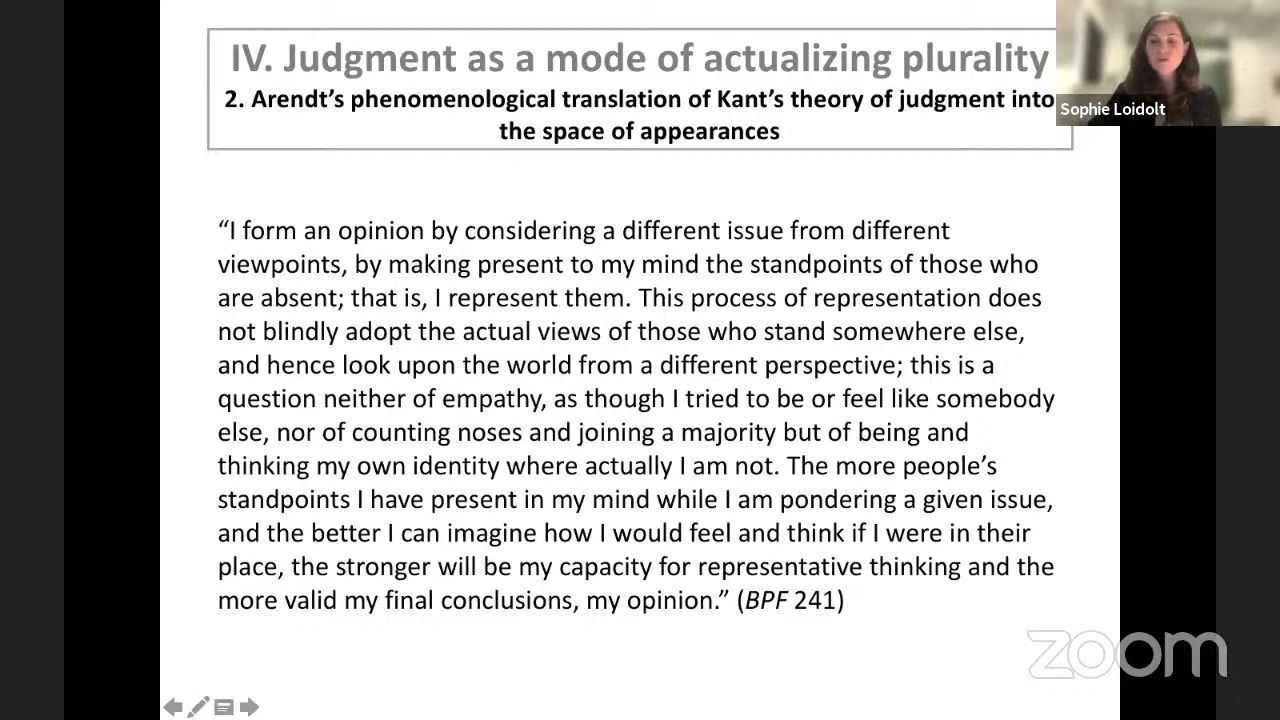 IV. Judgment as a mode of actualizing plurality
2. Arendt’s phenomenological translation of Kant’s theory of judgment into
the space of appearances
Sophie Loidolt
“I form an opinion by considering a different issue from different
viewpoints, by making present to my mind the standpoints of those who
are absent; that is, I represent them. This process of representation does
not blindly adopt the actual views of those who stand somewhere else,
and hence look upon the world from a different perspective; this is a
question neither of empathy, as though I tried to be or feel like somebody
else, nor of counting noses and joining a majority but of being and
thinking my own identity where actually I am not. The more people’s
standpoints I have present in my mind while I am pondering a given issue,
and the better I can imagine how I would feel and think if I were in their
place, the stronger will be my capacity for representative thinking and the
more valid my final conclusions, my opinion.” (BPF 241)
zoom